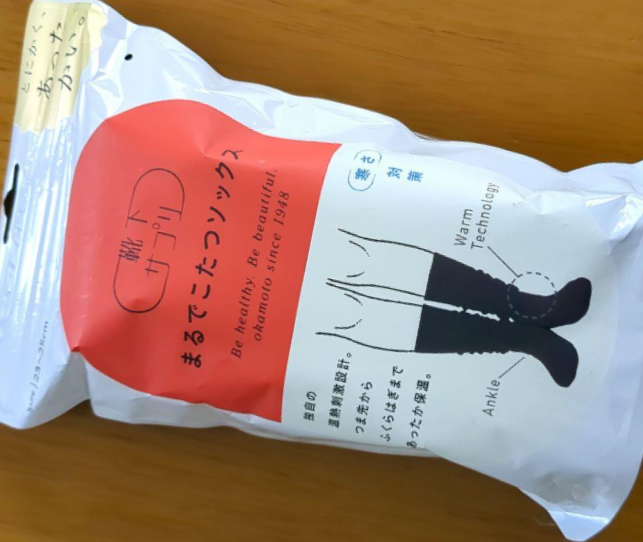 とにかく、
あった
かい。
靴下
サプリ
まるでこたつソックス
Be healthy. Be beautiful.
okamoto since 1948
寒さ
対
策
Warm
Technology
Ankle
独自の
温熱刺激設計。
つま先から
ふくらはぎまで
あったか保温。
size / 23-25cm